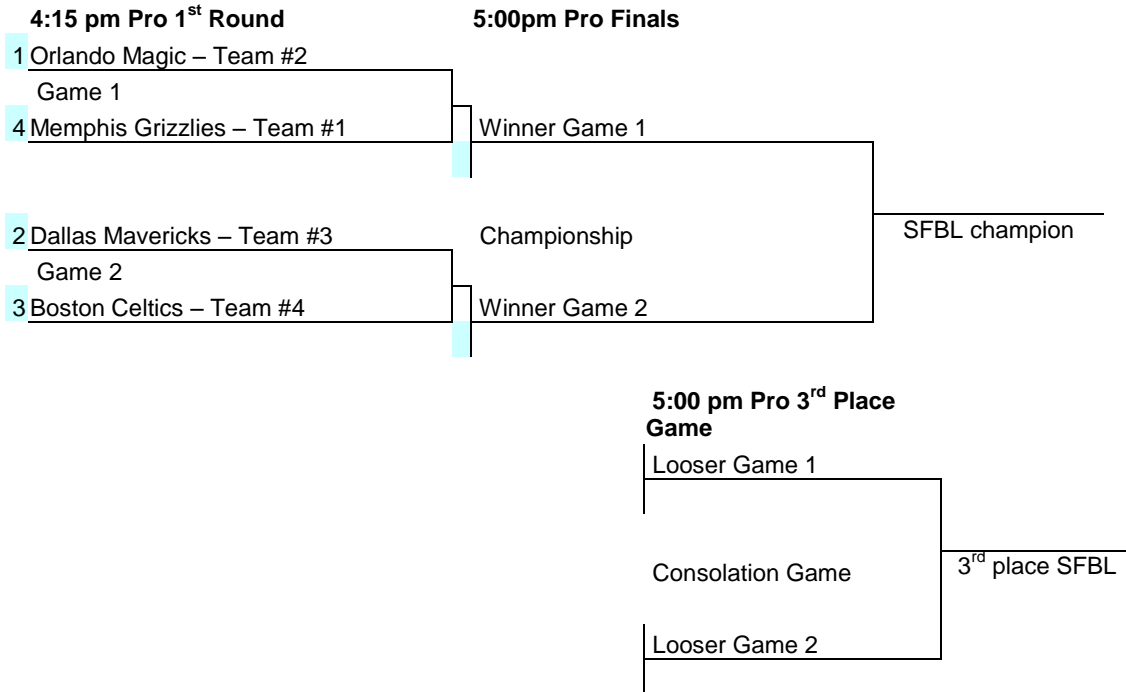 4:15 pm Pro 1st Round
5:00pm Pro Finals
1 Orlando Magic – Team #2
Game 1
4 Memphis Grizzlies – Team #1
Winner Game 1
2 Dallas Mavericks – Team #3
Championship
SFBL champion
Game 2
3 Boston Celtics – Team #4
Winner Game 2
5:00 pm Pro 3rd Place
Game
Looser Game 1
Consolation Game
3rd place SFBL
Looser Game 2